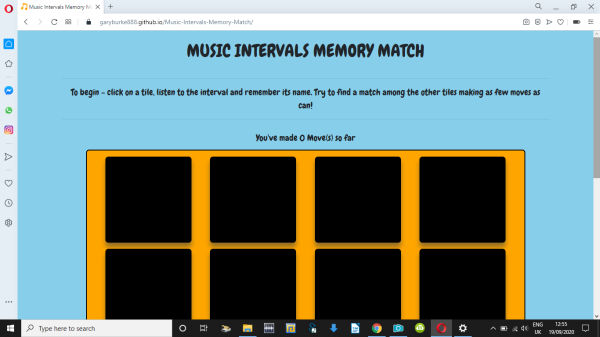 Music Intervals Memory M
garyburke888.github.io/Music-Intervals-Memory-Match/
MUSIC INTERVALS MEMORY MATCH
To begin - click on a tile, listen to the interval and remember its name. Try to find a match among the other tiles making as few moves as
can!
You've made 0 Move(s) so far
Type here to search
ENG
UK
12:55
19/09/2020